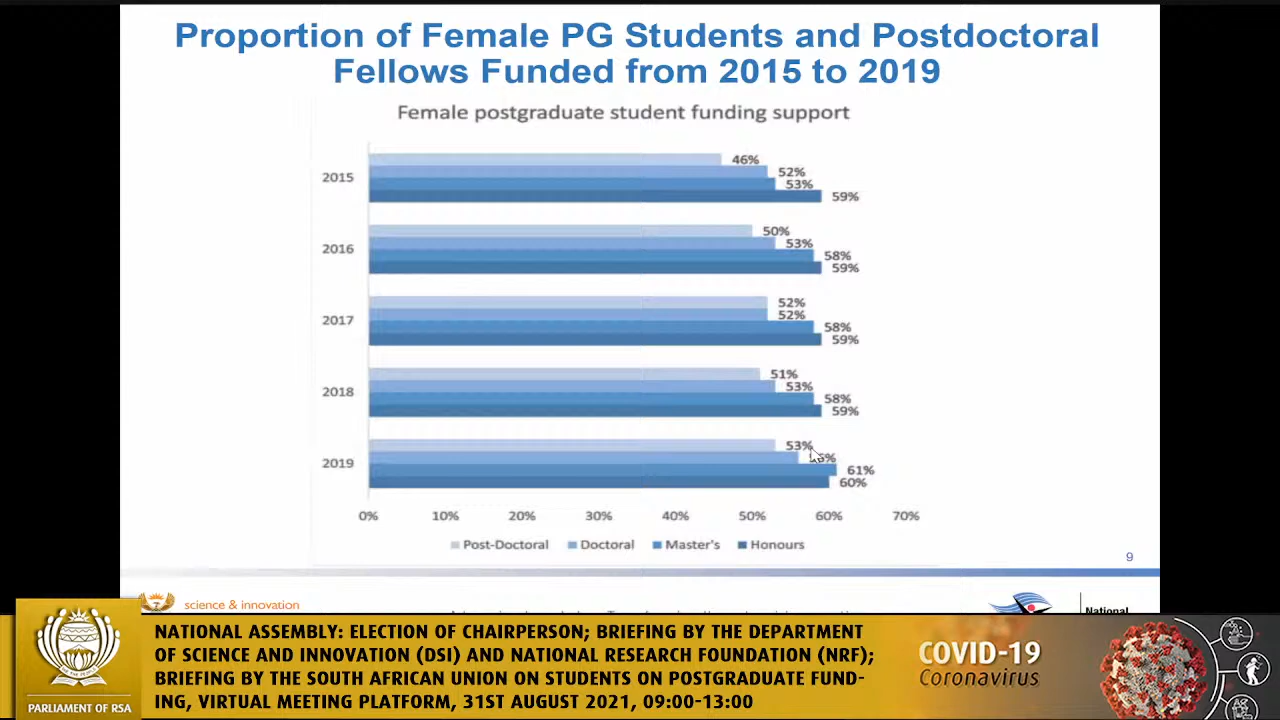 Proportion of Female PG Students and Postdoctoral
Fellows Funded from 2015 to 2019
Female postgraduate student funding support
2015
46%
52%
53%
59%
2016
50%
53%
58%
59%
2017
52%
52%
58%
59%
2018
51%
53%
58%
59%
2019
53%
61%
60%
0% 10% 20% 30% 40% 50% 60% 70%
Post-Doctoral Doctoral Master's Honours
9
science & innovation
National
PARLIAMENT OF RSA
NATIONAL ASSEMBLY: ELECTION OF CHAIRPERSON; BRIEFING BY THE DEPARTMENT
OF SCIENCE AND INNOVATION (DSI) AND NATIONAL RESEARCH FOUNDATION (NRF);
BRIEFING BY THE SOUTH AFRICAN UNION ON STUDENTS ON POSTGRADUATE FUND-
ING, VIRTUAL MEETING PLATFORM, 31ST AUGUST 2021, 09:00-13:00
COVID-19
Coronavirus